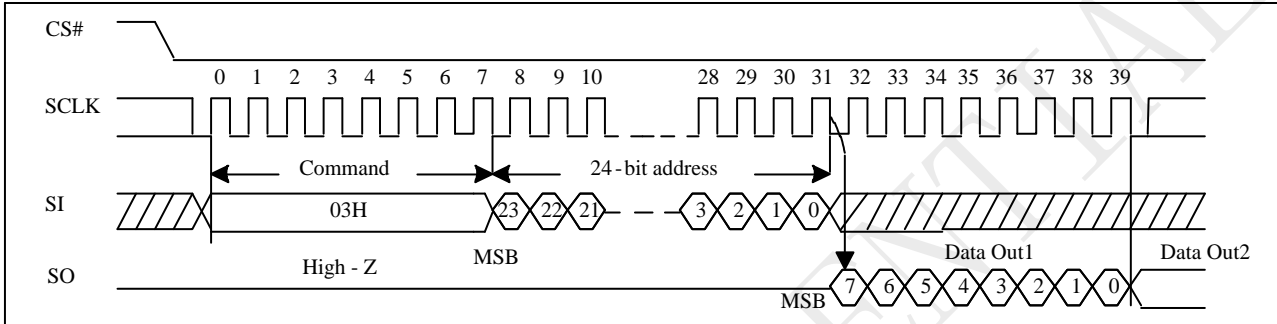 CS#
0 1 2 3 4 5 6 7 8 9 10 28 29 30 31 32 33 34 35 36 37 38 39
SCLK
Command 24-bit address
SI 03H 23 22 21 3 2 1 0
High - Z MSB Data Out1 Data Out2
SO MSB 7 6 5 4 3 2 1 0